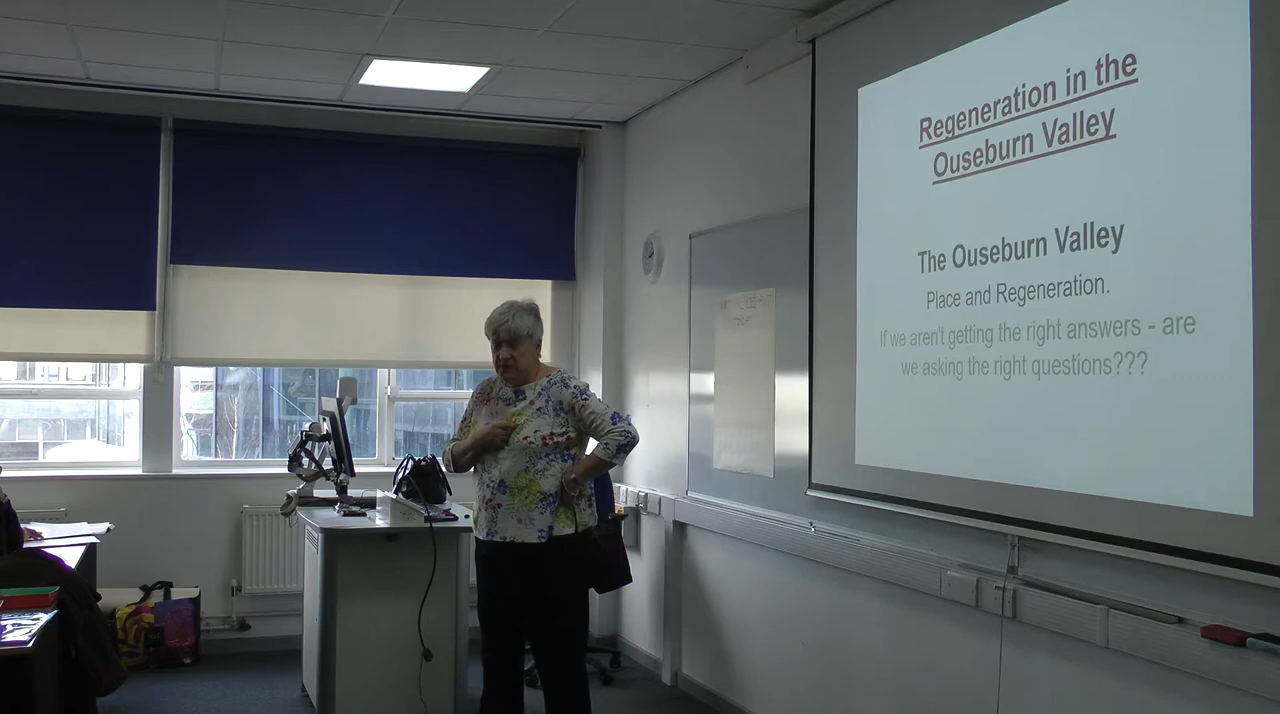 Regeneration in the
Ouseburn Valley
The Ouseburn Valley
Place and Regeneration.
If we aren't getting the right answers - are
we asking the right questions???